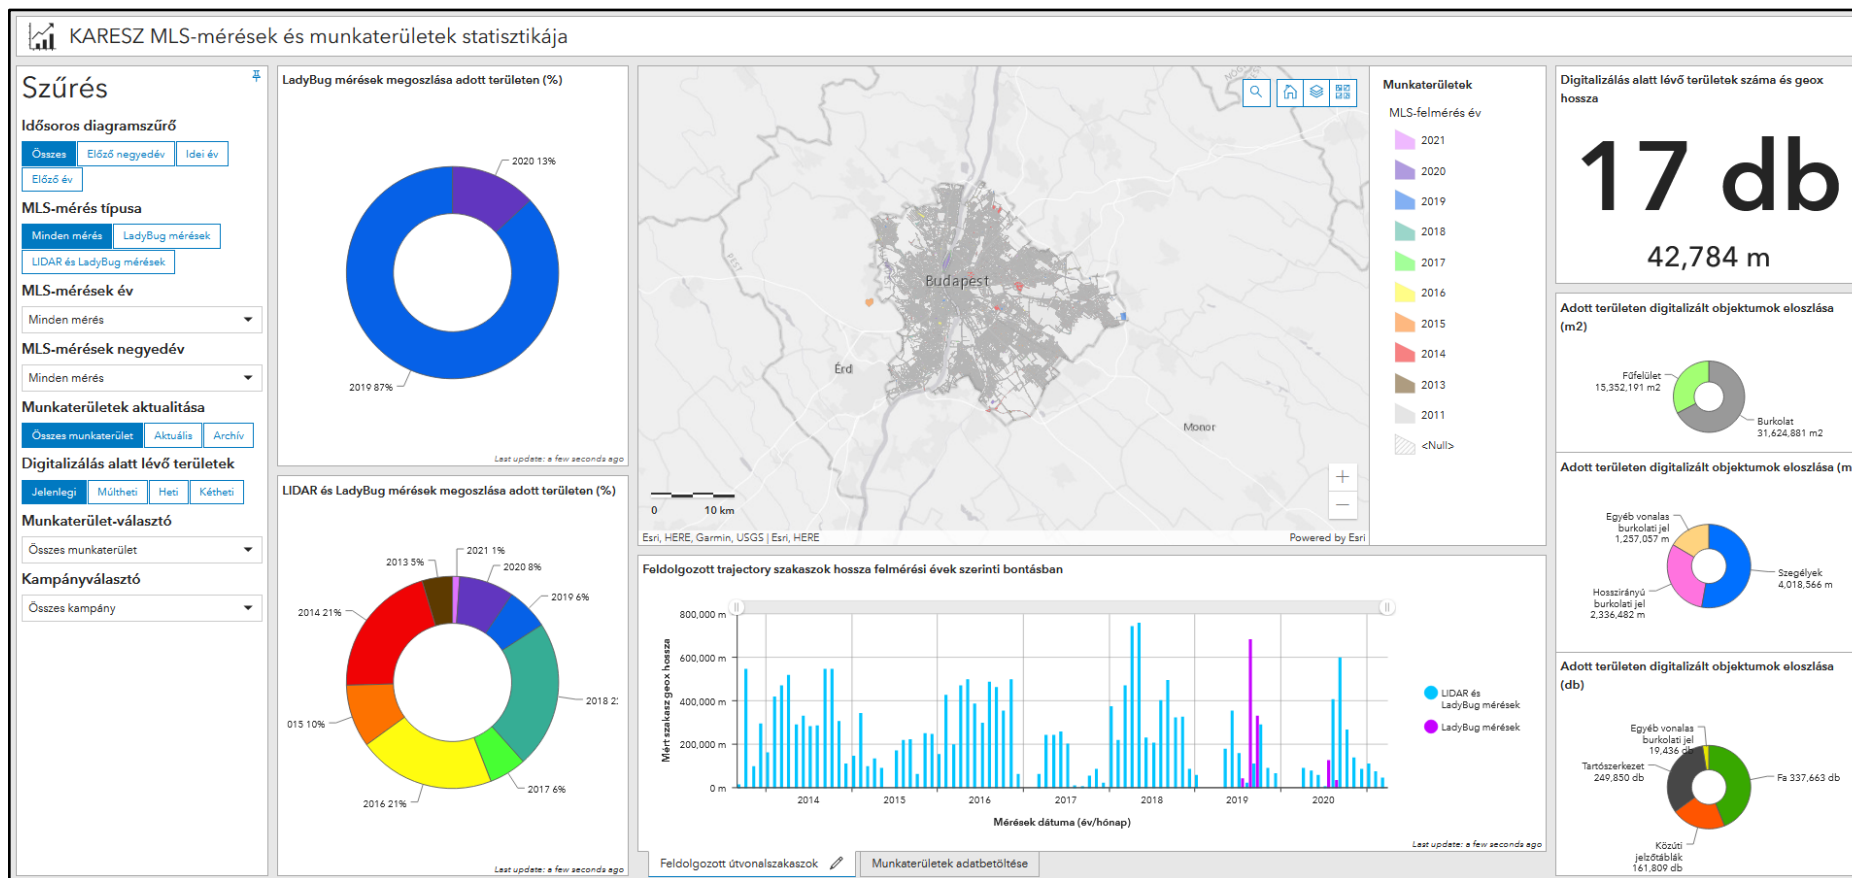 KARESZ MLS-mérések és munkaterületek statisztikája
Szűrés
Idősoros diagramszűrő
Összes
Előző negyedév
Idei év
Előző év
MLS-mérés típusa
Minden mérés
LadyBug mérések
LIDAR és LadyBug mérések
MLS-mérések év
Minden mérés
MLS-mérések negyedév
Minden mérés
Munkaterületek aktualitása
Összes munkaterület
Aktuális
Archív
Digitalizálás alatt lévő területek
Jelenlegi
Múltheti
Heti
Kétheti
Munkaterület-választó
Összes munkaterület
Kampányválasztó
Összes kampány
LadyBug mérések megoszlása adott területen (%)
2020 13%
2019 87%
Last update: a few seconds ago
LIDAR és LadyBug mérések megoszlása adott területen (%)
2021 1%
2020 8%
2019 6%
2018 2
2017 6%
2016 21%
015 10%
2014 21%
2013 5%
Last update: a few seconds ago
PEST
Budapest
Érd
Monor
0 10 km
Esri, HERE, Garmin, USGS | Esri, HERE
Powered by Esri
Munkaterületek
MLS-felmérés év
2021
2020
2019
2018
2017
2016
2015
2014
2013
2011
<Null>
Feldolgozott trajectory szakaszok hossza felmérési évek szerinti bontásban
Mért szakasz geox hossza
800,000 m
600,000 m
400,000 m
200,000 m
0 m
2014
2015
2016
2017
2018
2019
2020
Mérések dátuma (év/hónap)
LIDAR és
LadyBug mérések
LadyBug mérések
Last update: a few seconds ago
Feldolgozott útvonalszakaszok
Munkaterületek adatbetöltése
Digitalizálás alatt lévő területek száma és geox
hossza
17 db
42,784 m
Adott területen digitalizált objektumok eloszlása
(m2)
Fűfelület
15,352,191 m2
Burkolat
31,624,881 m2
Adott területen digitalizált objektumok eloszlása (m
Egyéb vonalas
burkolati jel
1,257,057 m
Szegélyek
4,018,566 m
Hosszirányú
burkolati jel
2,336,482 m
Adott területen digitalizált objektumok eloszlása
(db)
Egyéb vonalas
burkolati jel
19,436 db
Tartószerkezet
249,850 db
Fa 337,663 db
Közúti
jelzőtáblák
161,809 db